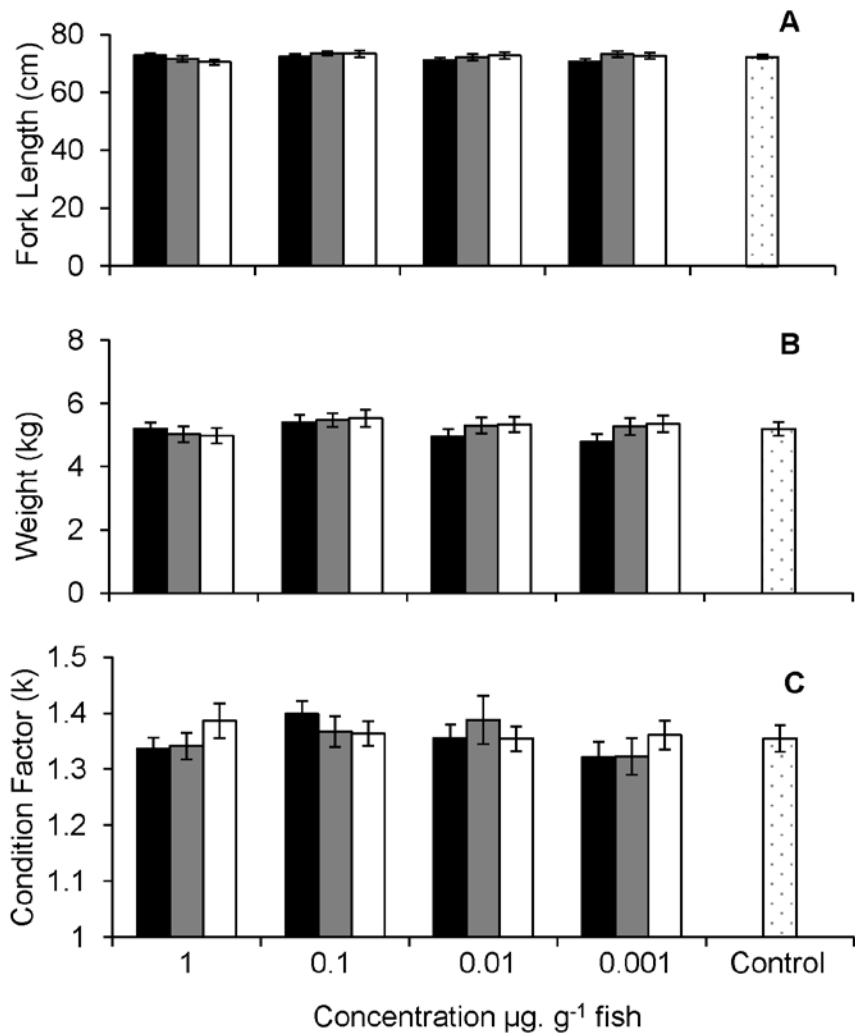 A
Fork Length (cm)
80
60
40
20
0
B
Weight (kg)
8
6
4
2
0
C
Condition Factor (k)
1.5
1.4
1.3
1.2
1.1
1
1 0.1 0.01 0.001 Control
Concentration µg. g⁻¹ fish